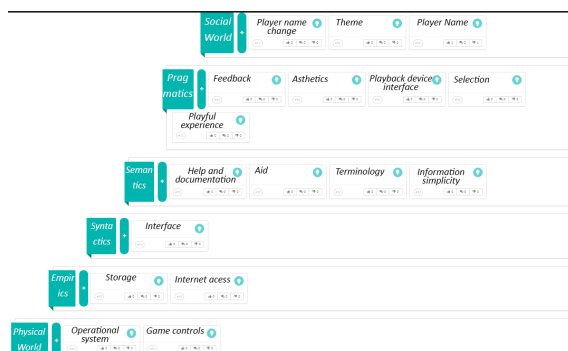 Social World + Player name change Theme Player Name
Prag matics + Feedback Asthetics Playback device interface Selection
Playful experience
Seman tics + Help and documentation Aid Terminology Information simplicity
Synta ctics + Interface
Empir ics + Storage Internet acess
Physical World + Operational system Game controls